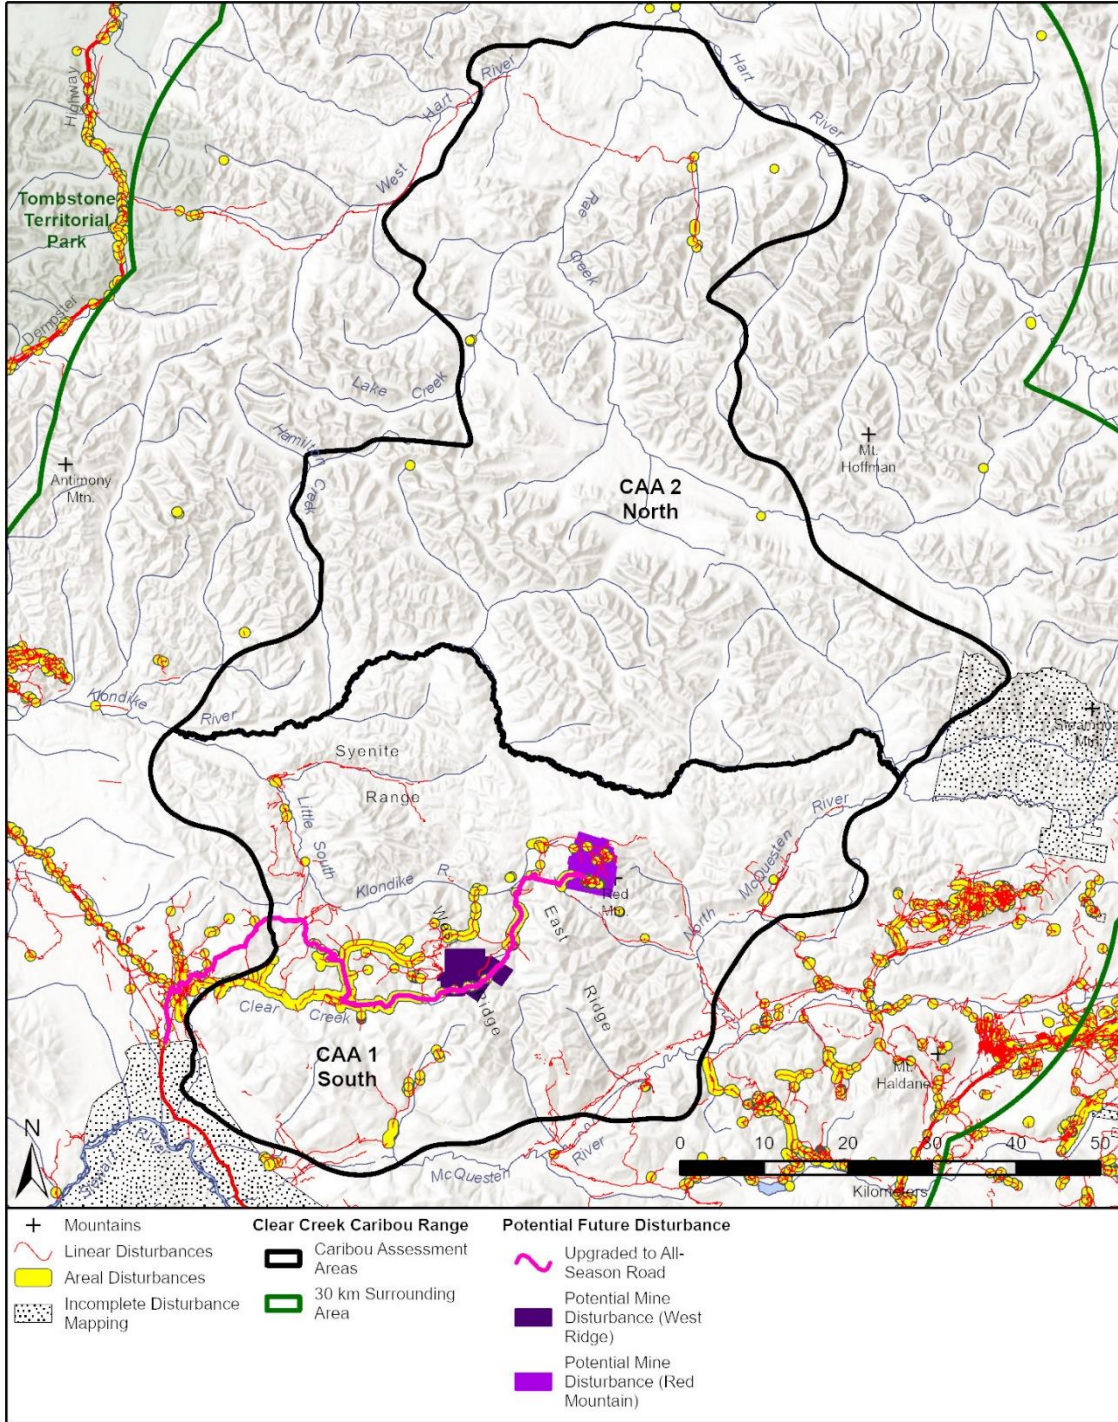 Highway
Hart
River
Hart
River
West
Tombstone
Territorial
Park
Rae
Creek
Dempster
Lake Creek
Hamilton
Creek
Antimony
Mtn.
Mt.
Hoffman
CAA 2
North
Klondike
River
Syenite
Range
Little
South
River
McQuesten
North
Klondike R.
Red
Mtn.
East
Ridge
Ridge
Clear
Creek
CAA 1
South
Mt.
Haldane
N
Stewart
River
McQuesten
River
0 10 20 30 40 50
Kilometers
Mountains
Linear Disturbances
Areal Disturbances
Incomplete Disturbance
Mapping
Clear Creek Caribou Range
Caribou Assessment
Areas
30 km Surrounding
Area
Potential Future Disturbance
Upgraded to All-
Season Road
Potential Mine
Disturbance (West
Ridge)
Potential Mine
Disturbance (Red
Mountain)